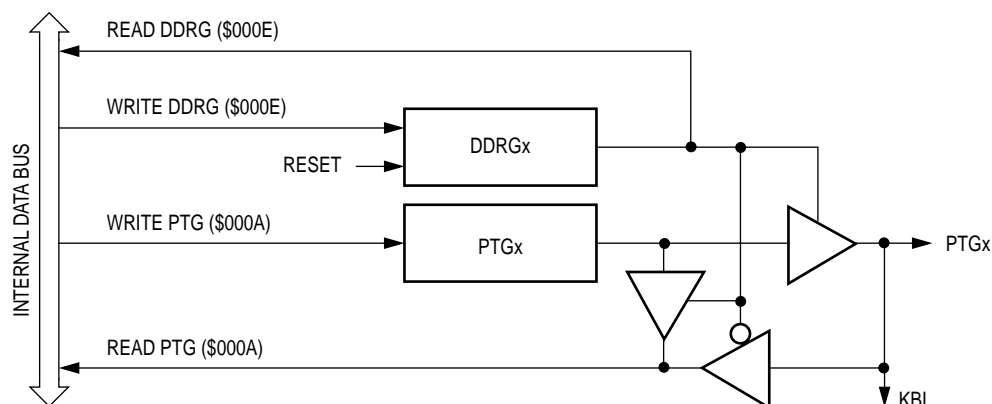 READ DDRG ($000E)
WRITE DDRG ($000E)
DDRGx
RESET
INTERNAL DATA BUS
WRITE PTG ($000A)
PTGx
PTGx
READ PTG ($000A)
KBI